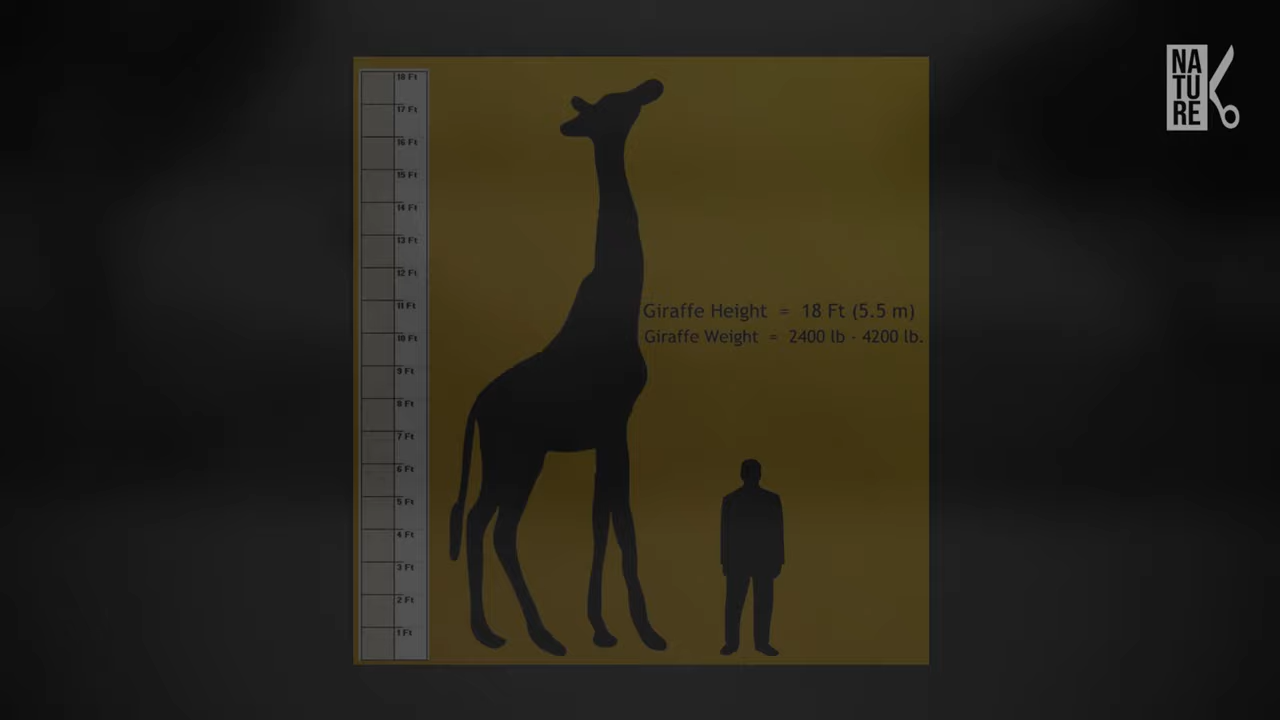 18 Ft
17 Ft
16 Ft
15 Ft
14 Ft
13 Ft
12 Ft
11 Ft
10 Ft
9 Ft
8 Ft
7 Ft
6 Ft
5 Ft
4 Ft
3 Ft
2 Ft
1 Ft
Giraffe Height = 18 Ft (5.5 m)
Giraffe Weight = 2400 lb - 4200 lb.
NA
TU
RE